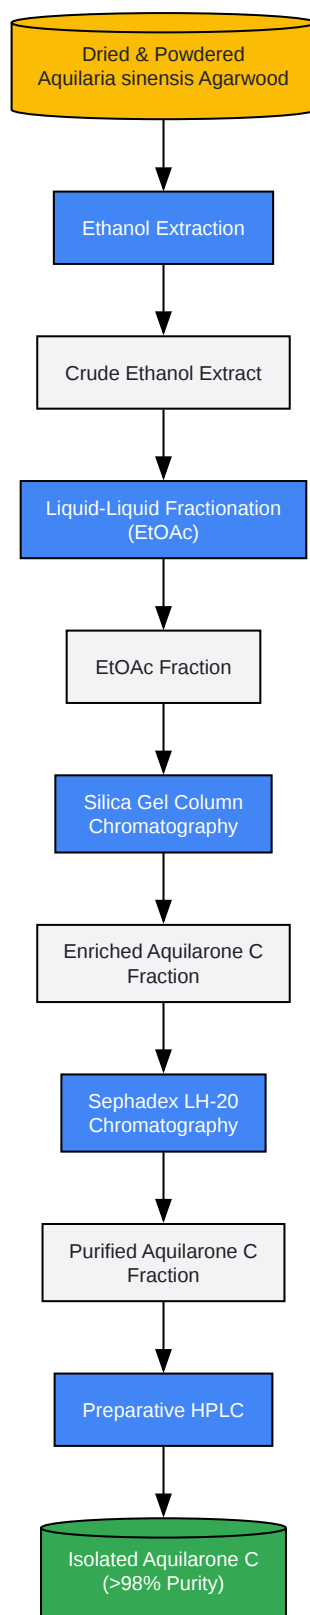 Dried & Powdered
Aquilaria sinensis Agarwood
Ethanol Extraction
Crude Ethanol Extract
Liquid-Liquid Fractionation
(EtOAc)
EtOAc Fraction
Silica Gel Column
Chromatography
Enriched Aquilarone C
Fraction
Sephadex LH-20
Chromatography
Purified Aquilarone C
Fraction
Preparative HPLC
Isolated Aquilarone C
(>98% Purity)